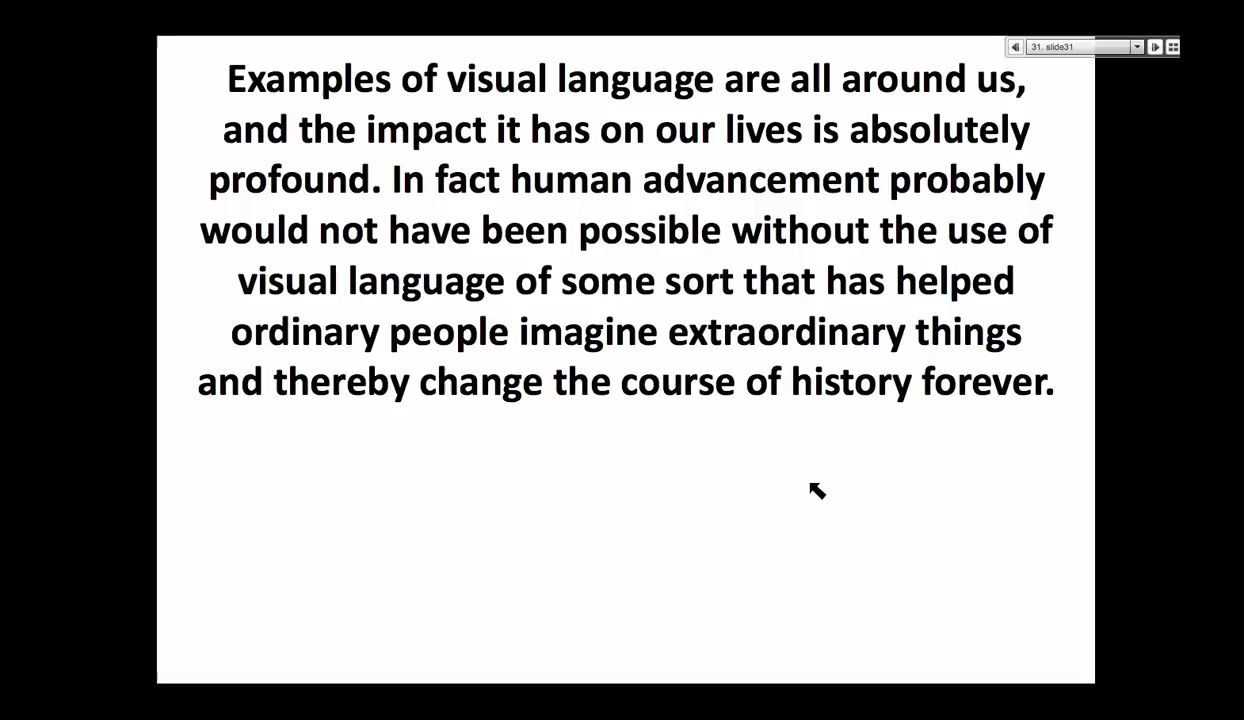 31. slide31
Examples of visual language are all around us,
and the impact it has on our lives is absolutely
profound. In fact human advancement probably
would not have been possible without the use of
visual language of some sort that has helped
ordinary people imagine extraordinary things
and thereby change the course of history forever.